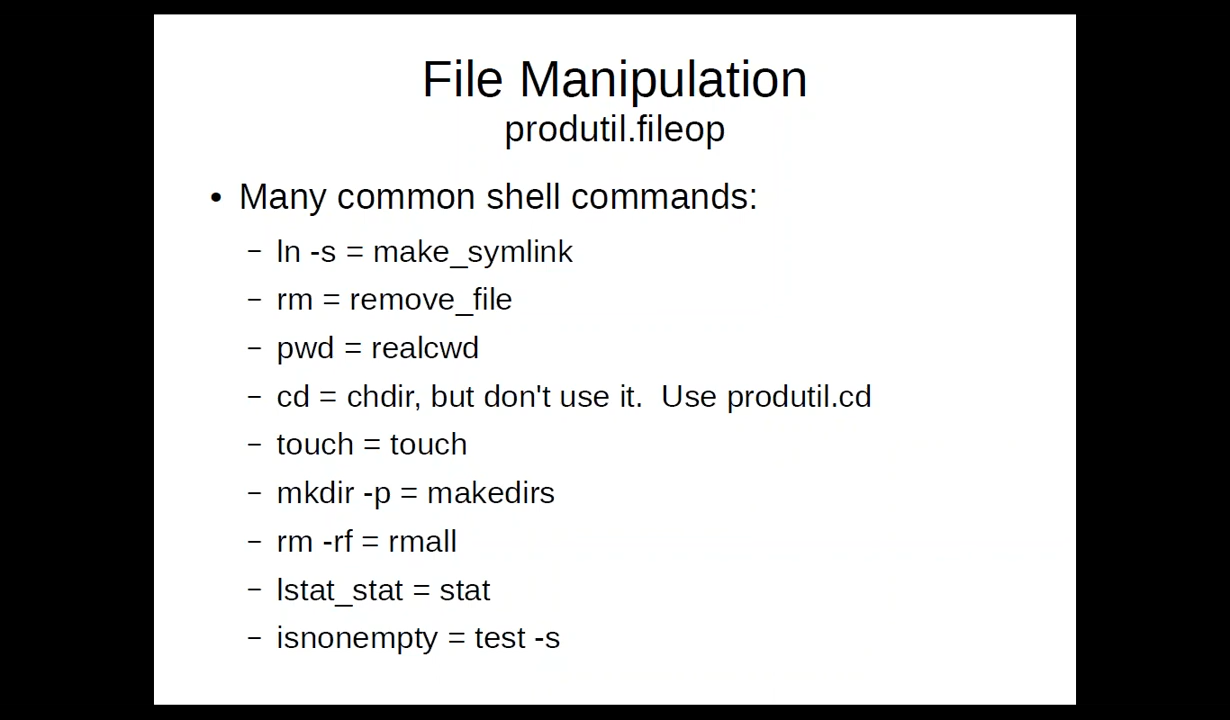 File Manipulation
produtil.fileop
• Many common shell commands:
– ln -s = make_symlink
– rm = remove_file
– pwd = realcwd
– cd = chdir, but don't use it.  Use produtil.cd
– touch = touch
– mkdir -p = makedirs
– rm -rf = rmall
– lstat_stat = stat
– isnonempty = test -s